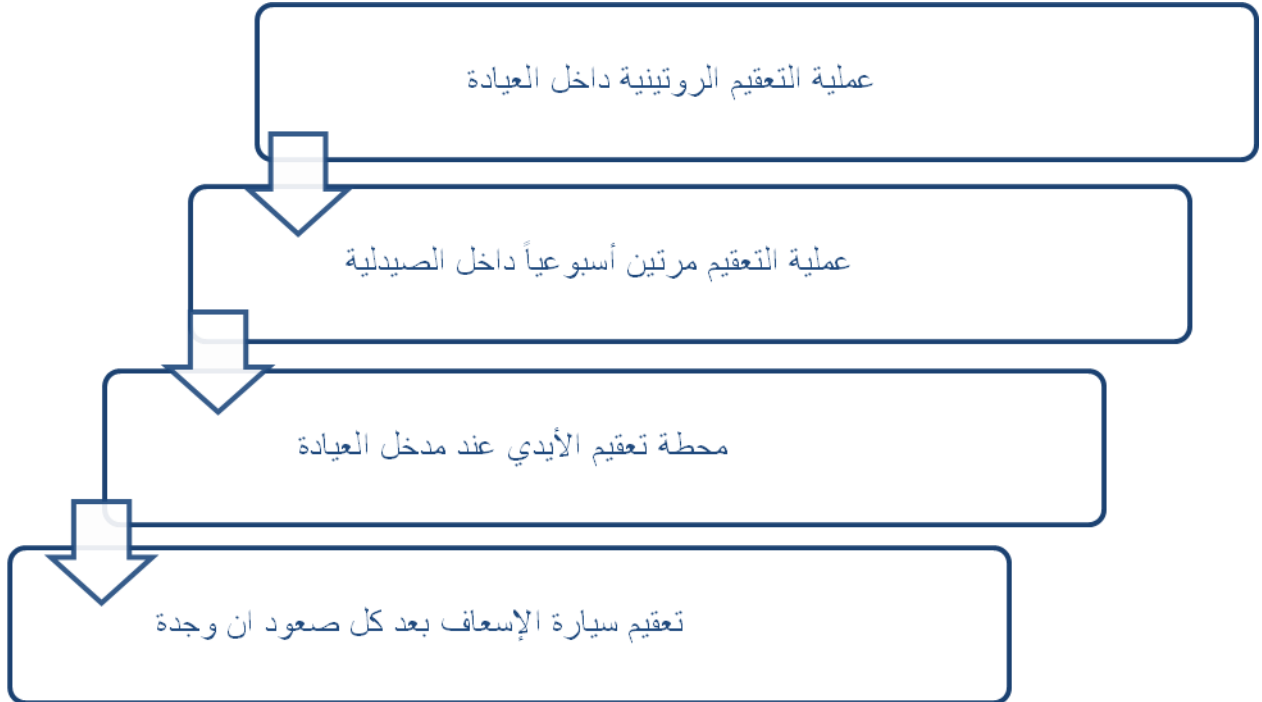 عملية التعقيم الروتينية داخل العيادة
عملية التعقيم مرتين أسبوعياً داخل الصيدلية
محطة تعقيم الأيدي عند مدخل العيادة
تعقيم سيارة الإسعاف بعد كل صعود ان وجدة